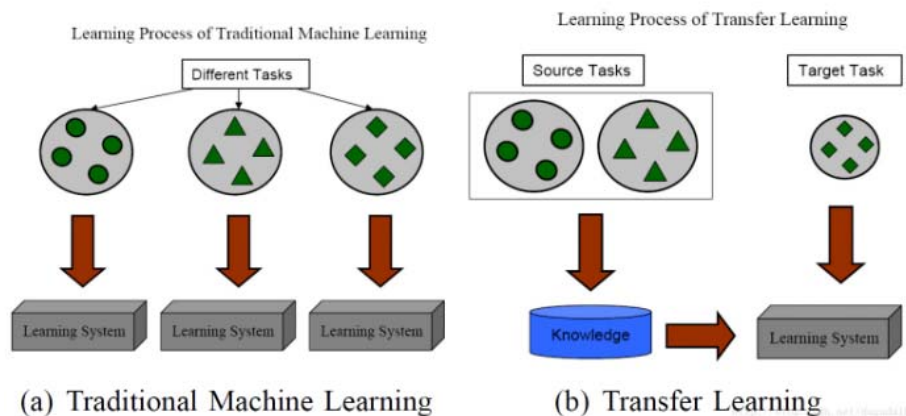 Learning Process of Traditional Machine Learning
Different Tasks
Learning System
Learning System
Learning System
(a) Traditional Machine Learning
Learning Process of Transfer Learning
Source Tasks
Target Task
Knowledge
Learning System
(b) Transfer Learning